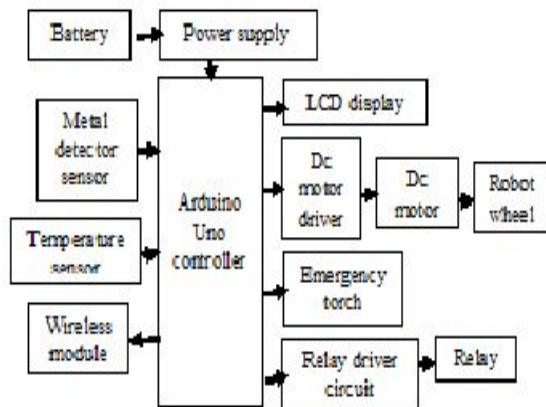 Battery
Power supply
LCD display
Metal
detector
sensor
Dc
motor
driver
Dc
motor
Robot
wheel
Arduino
Uno
controller
Temperature
sensor
Emergency
torch
Wireless
module
Relay driver
circuit
Relay